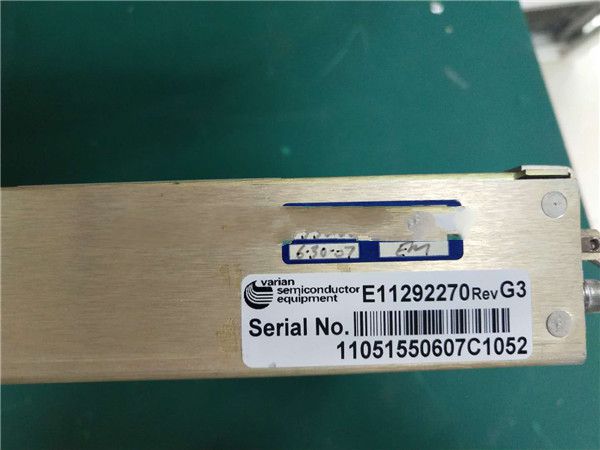 6-30-07 EM
varian
semiconductor
equipment
E11292270 Rev G3
Serial No.
11051550607C1052